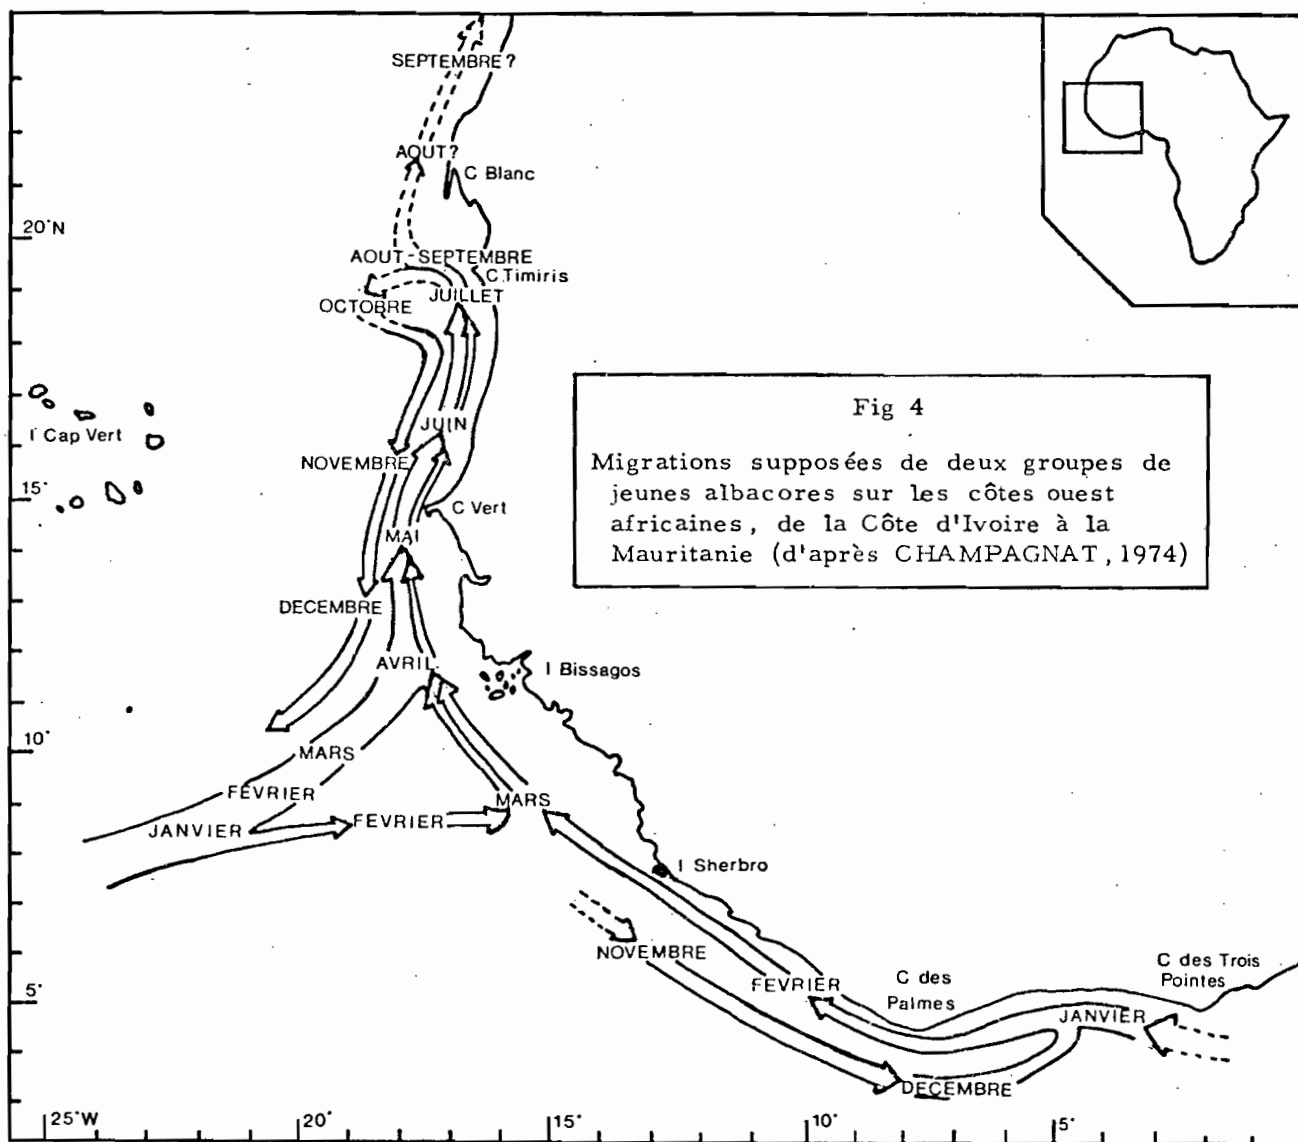 SEPTEMBRE?
AOUT?
C Blanc
20°N
AOUT-SEPTEMBRE
C Timiris
JUILLET
OCTOBRE
Fig 4
Migrations supposées de deux groupes de
jeunes albacores sur les côtes ouest
africaines, de la Côte d'Ivoire à la
Mauritanie (d'après CHAMPAGNAT, 1974)
I Cap Vert
JUIN
NOVEMBRE
15°
C Vert
MAI
DECEMBRE
AVRIL
I Bissagos
10°
MARS
FÉVRIER
MARS
JANVIER
FEVRIER
I Sherbro
NOVEMBRE
FEVRIER
C des
Palmes
C des Trois
Pointes
5°
JANVIER
DECEMBRE
25°W
20°
15°
10°
5°